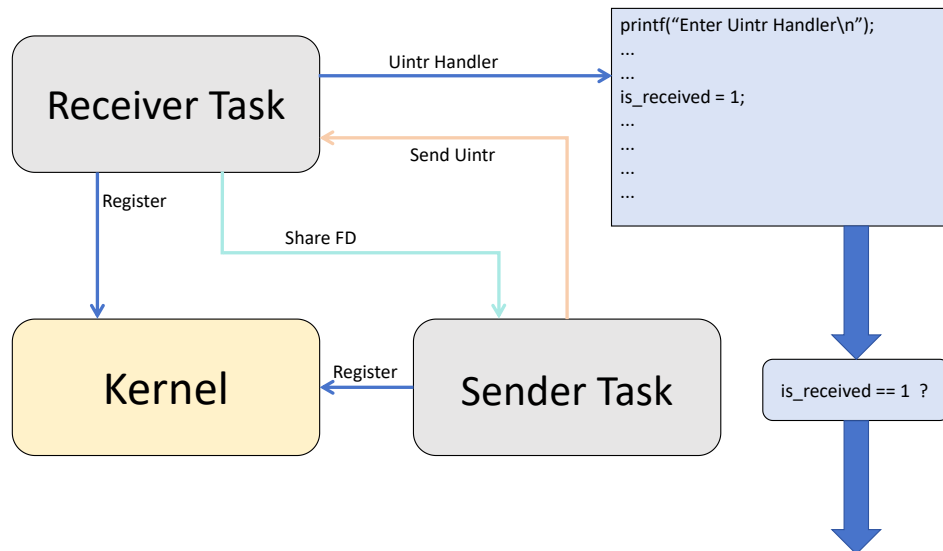 printf(“Enter Uintr Handler\n”);
...
...
is_received = 1;
...
...
...
...
Uintr Handler
Receiver Task
Send Uintr
Register
Share FD
Kernel
Register
Sender Task
is_received == 1 ?